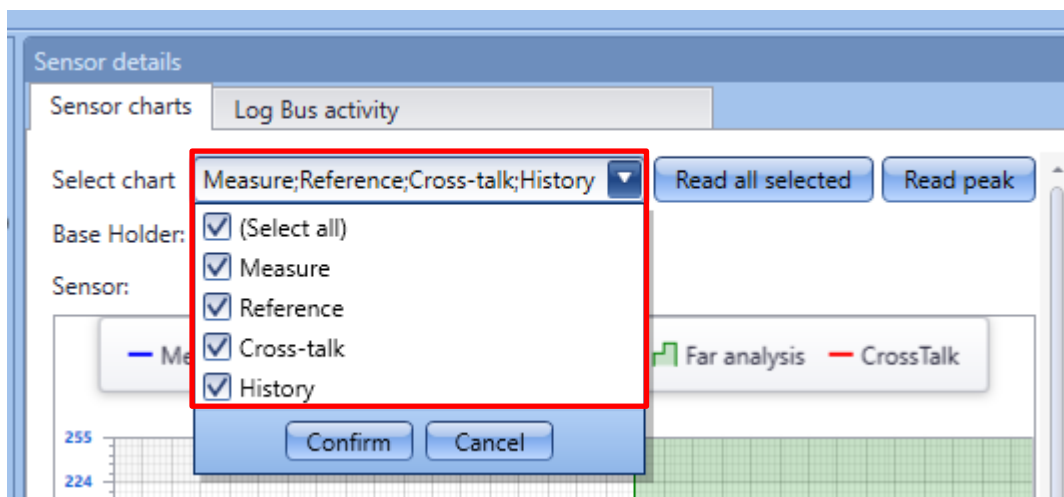 Sensor details
Sensor charts
Log Bus activity
Select chart
Measure;Reference;Cross-talk;History
Read all selected
Read peak
Base Holder:
(Select all)
Measure
Sensor:
Reference
Cross-talk
History
Far analysis
CrossTalk
Confirm
Cancel
255
224